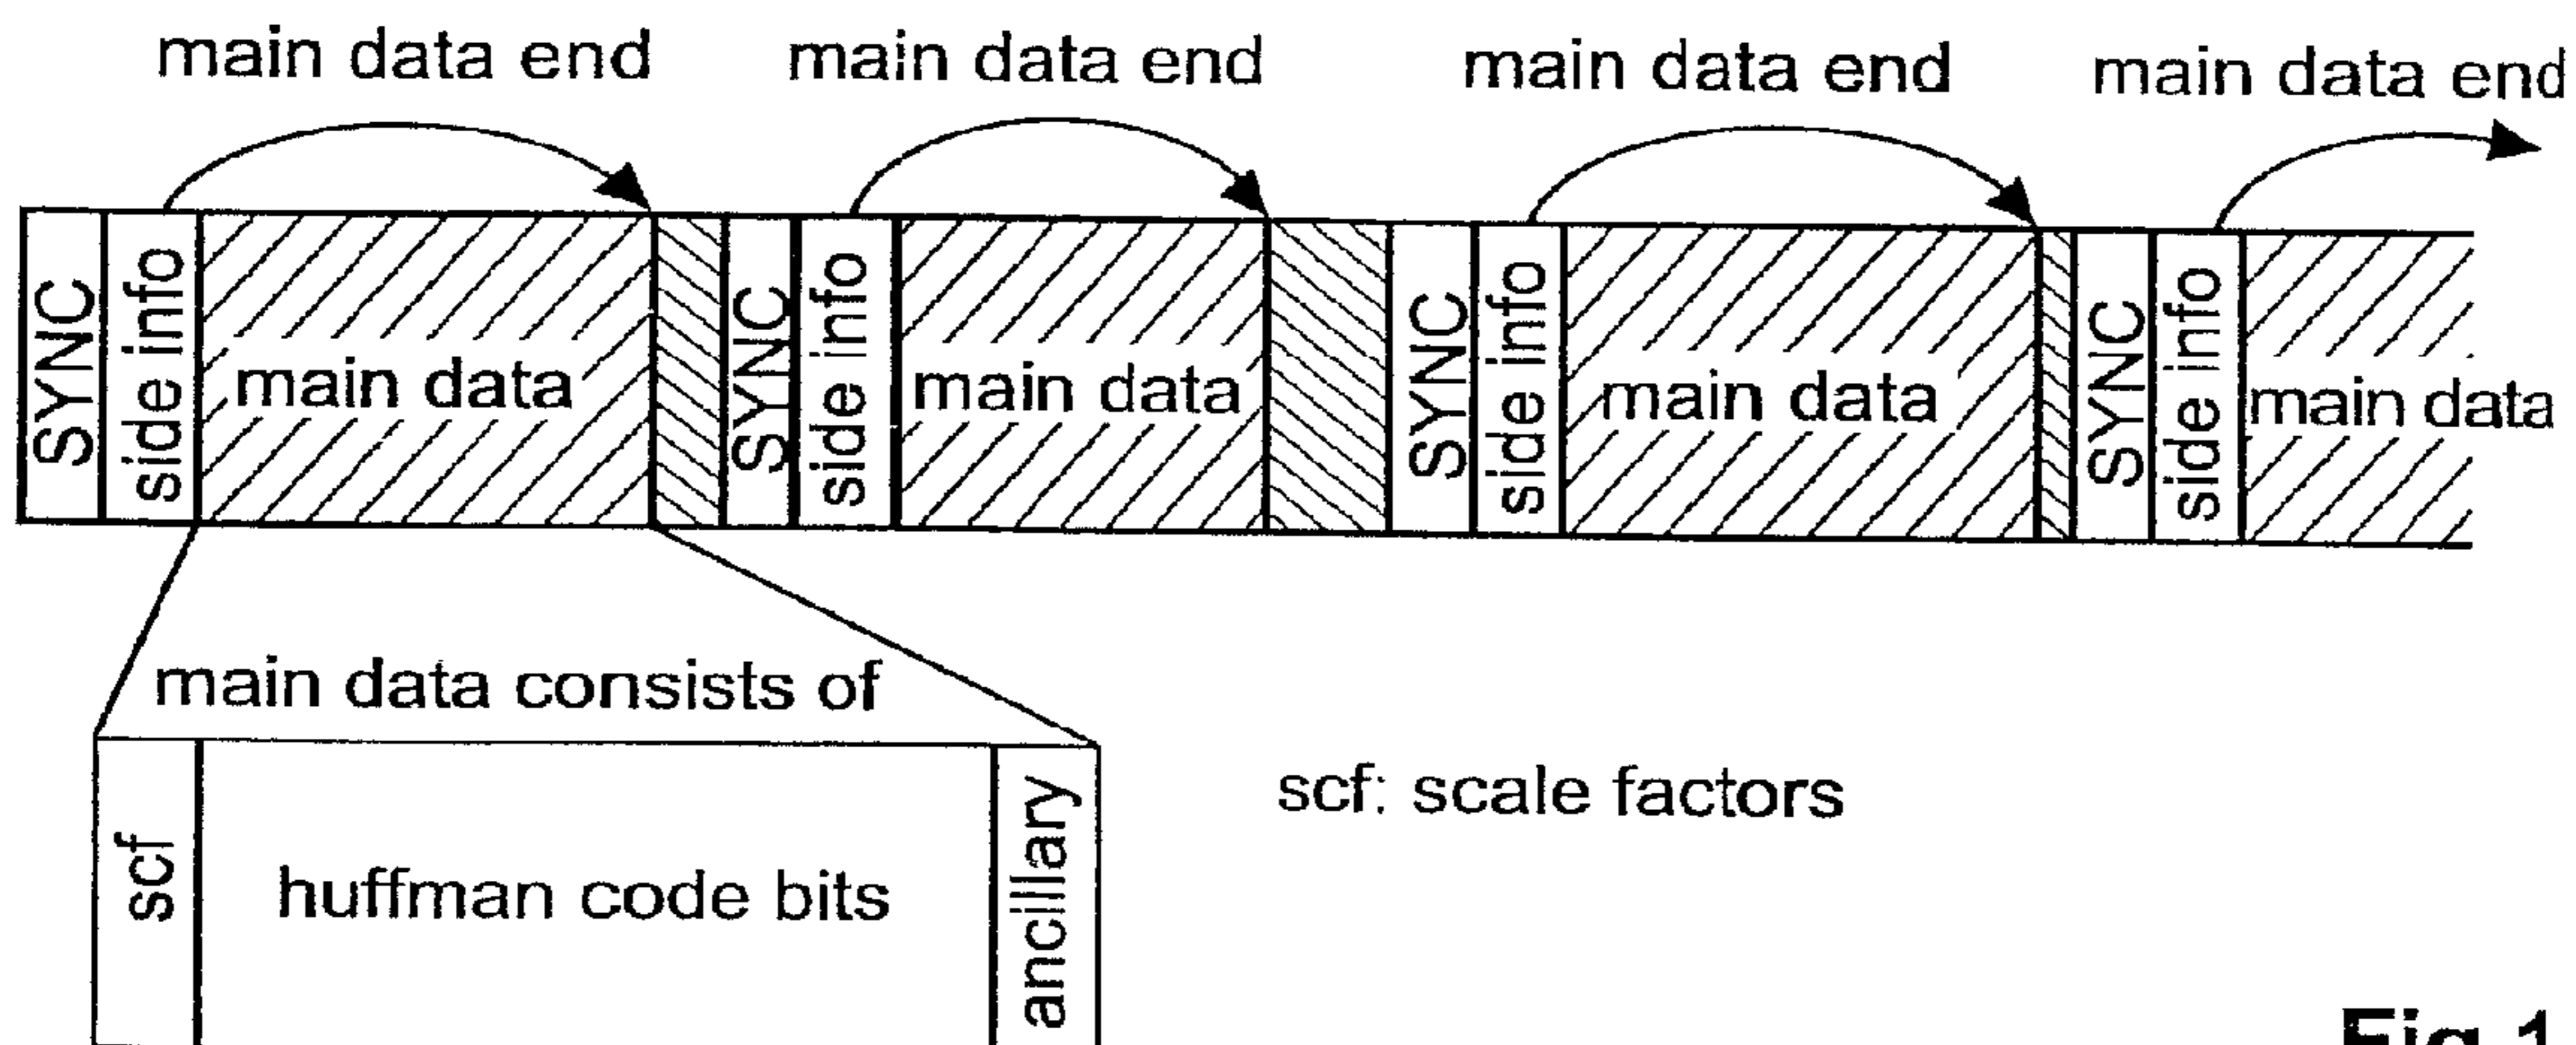 main data end
main data end
main data end
main data end
SYNC
side info
main data
SYNC
side info
main data
SYNC
side info
main data
SYNC
side info
main data
main data consists of
scf
huffman code bits
ancillary
scf: scale factors
Fig.1